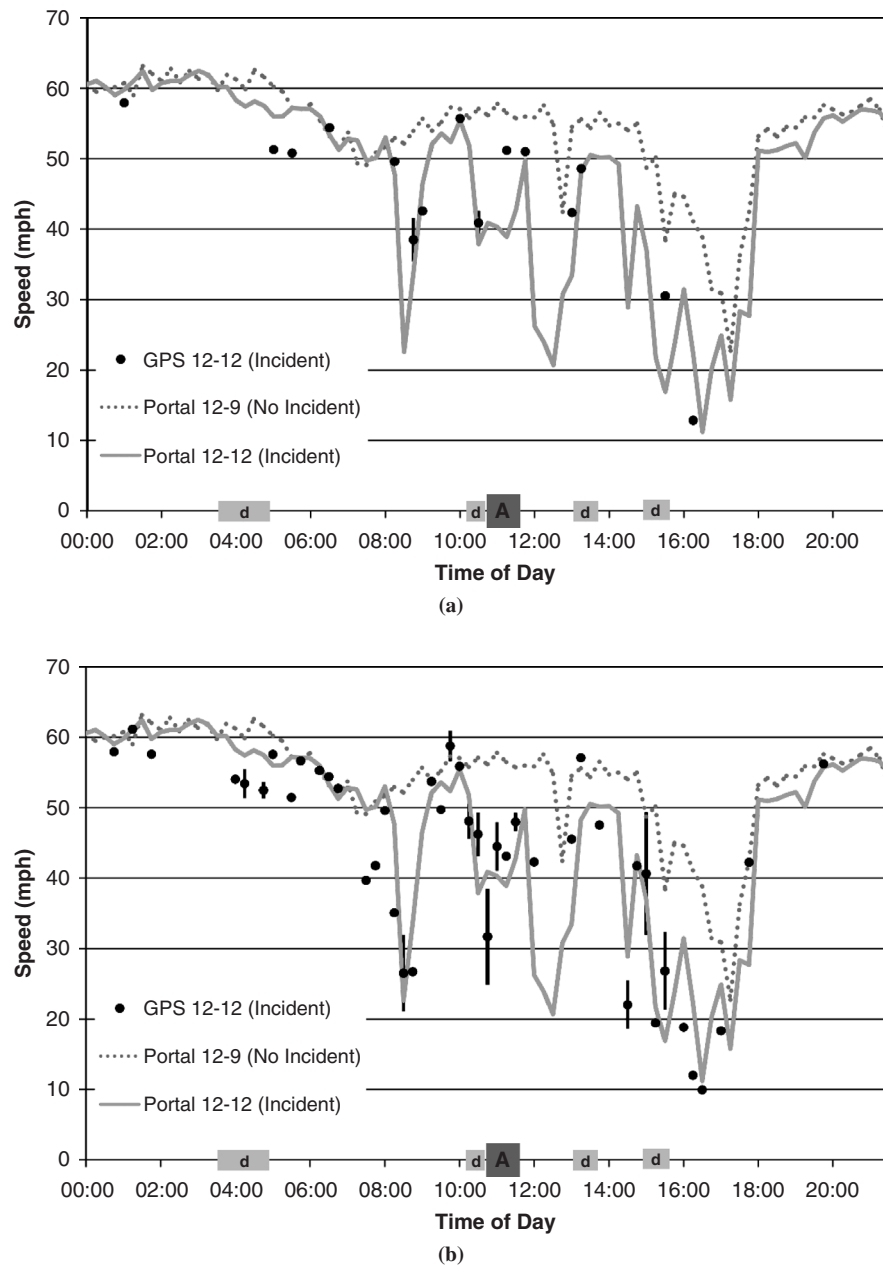 70
60
50
40
30
20
10
0
Speed (mph)
GPS 12-12 (Incident)
Portal 12-9 (No Incident)
Portal 12-12 (Incident)
d d A d d
00:00 02:00 04:00 06:00 08:00 10:00 12:00 14:00 16:00 18:00 20:00
Time of Day
(a)
70
60
50
40
30
20
10
0
Speed (mph)
GPS 12-12 (Incident)
Portal 12-9 (No Incident)
Portal 12-12 (Incident)
d d A d d
00:00 02:00 04:00 06:00 08:00 10:00 12:00 14:00 16:00 18:00 20:00
Time of Day
(b)